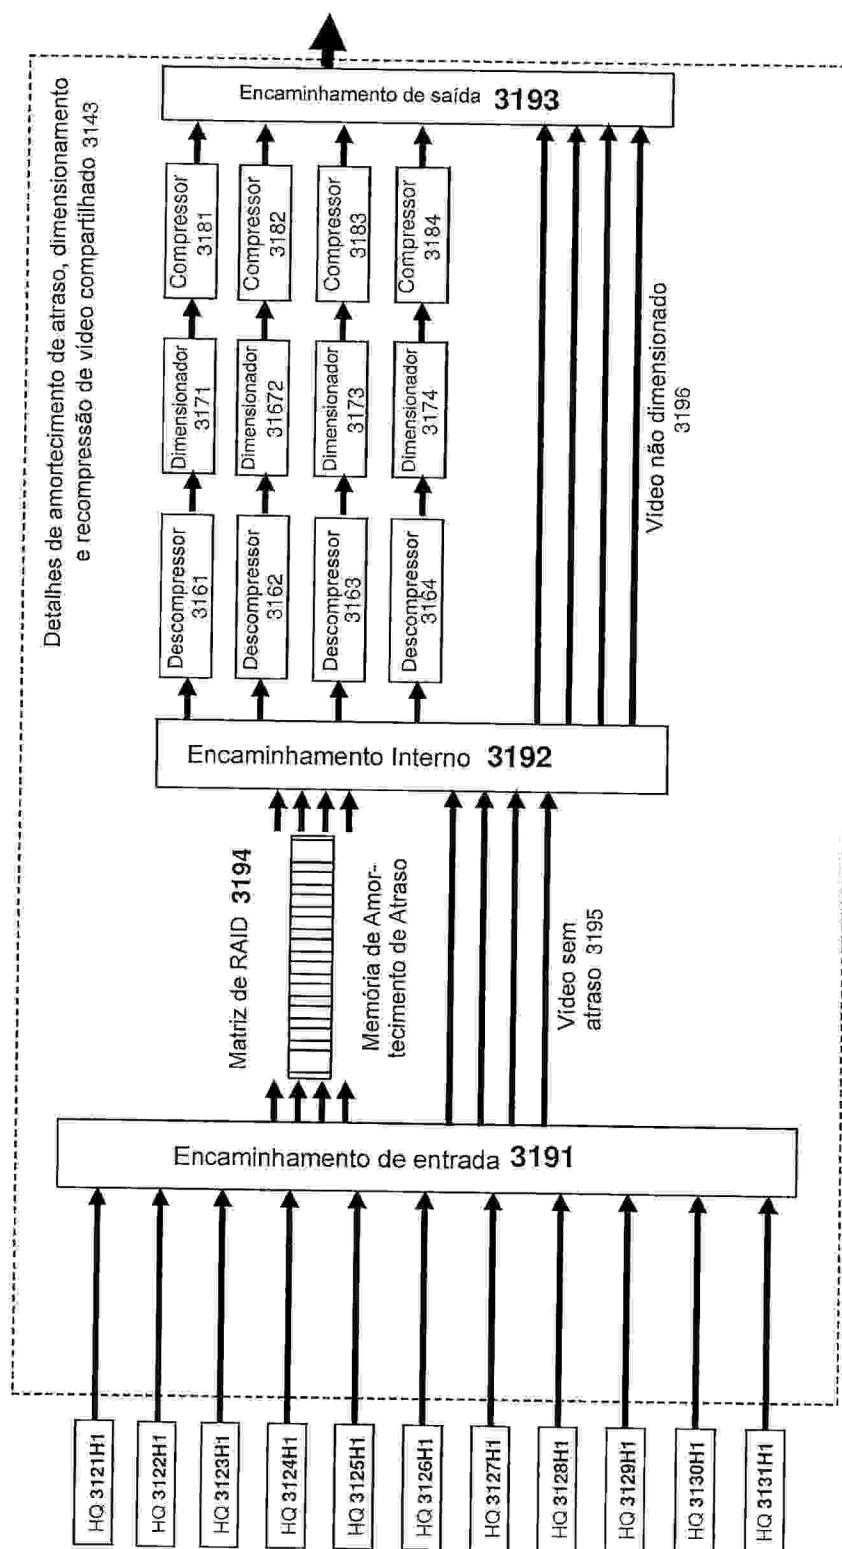 Encaminhamento de saída 3193
Detalhes de amortecimento de atraso, dimensionamento
e recompressão de vídeo compartilhado 3143
Compressor
3181
Compressor
3182
Compressor
3183
Compressor
3184
Dimensionador
3171
Dimensionador
31672
Dimensionador
3173
Dimensionador
3174
Descompressor
3161
Descompressor
3162
Descompressor
3163
Descompressor
3164
Vídeo não dimensionado
3196
Encaminhamento Interno 3192
Matriz de RAID 3194
Memória de Amor-
tecimento de Atraso
Vídeo sem
atraso 3195
Encaminhamento de entrada 3191
HQ 3121H1
HQ 3122H1
HQ 3123H1
HQ 3124H1
HQ 3125H1
HQ 3126H1
HQ 3127H1
HQ 3128H1
HQ 3129H1
HQ 3130H1
HQ 3131H1